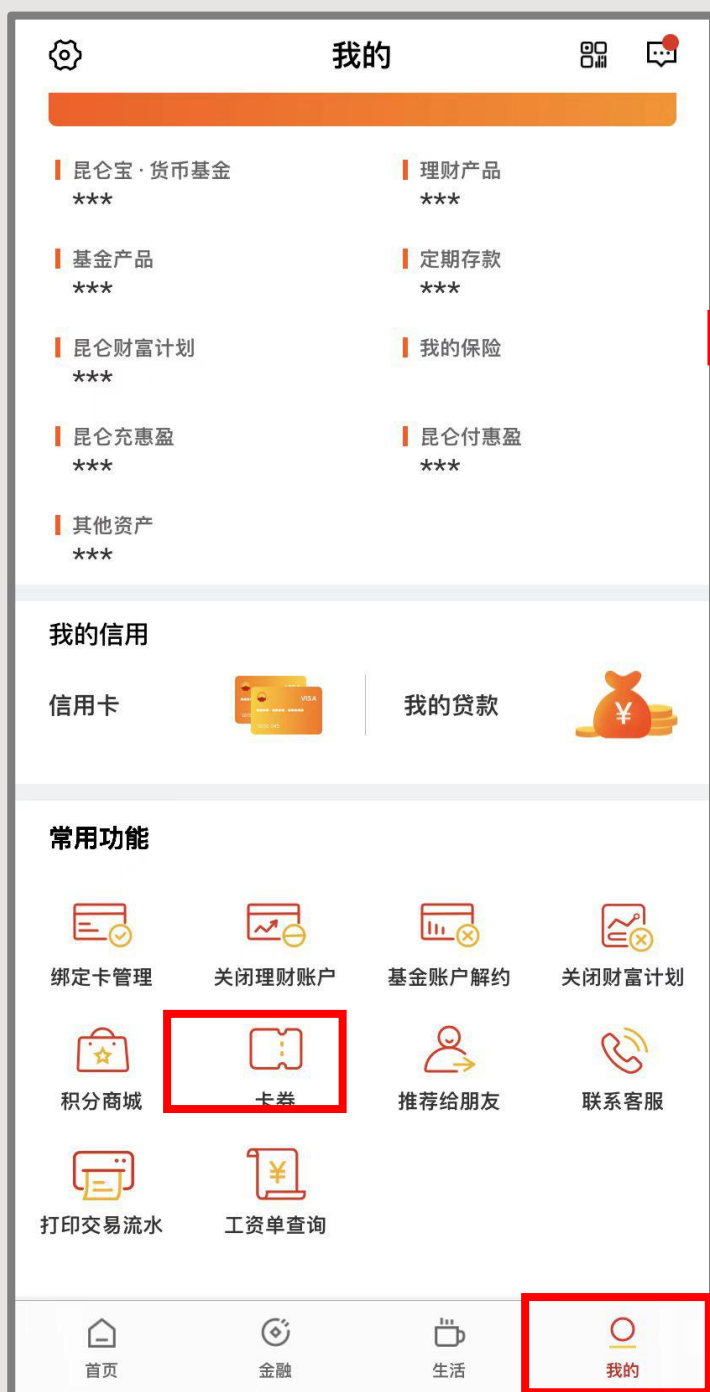 我的
昆仑宝·货币基金
理财产品
***
***
基金产品
定期存款
***
***
昆仑财富计划
我的保险
***
昆仑充惠盈
昆仑付惠盈
***
***
其他资产
***
我的信用
信用卡
VISA
我的贷款
¥
常用功能
绑定卡管理
关闭理财账户
基金账户解约
关闭财富计划
积分商城
卡券
推荐给朋友
联系客服
¥
打印交易流水
工资单查询
首页
金融
生活
我的